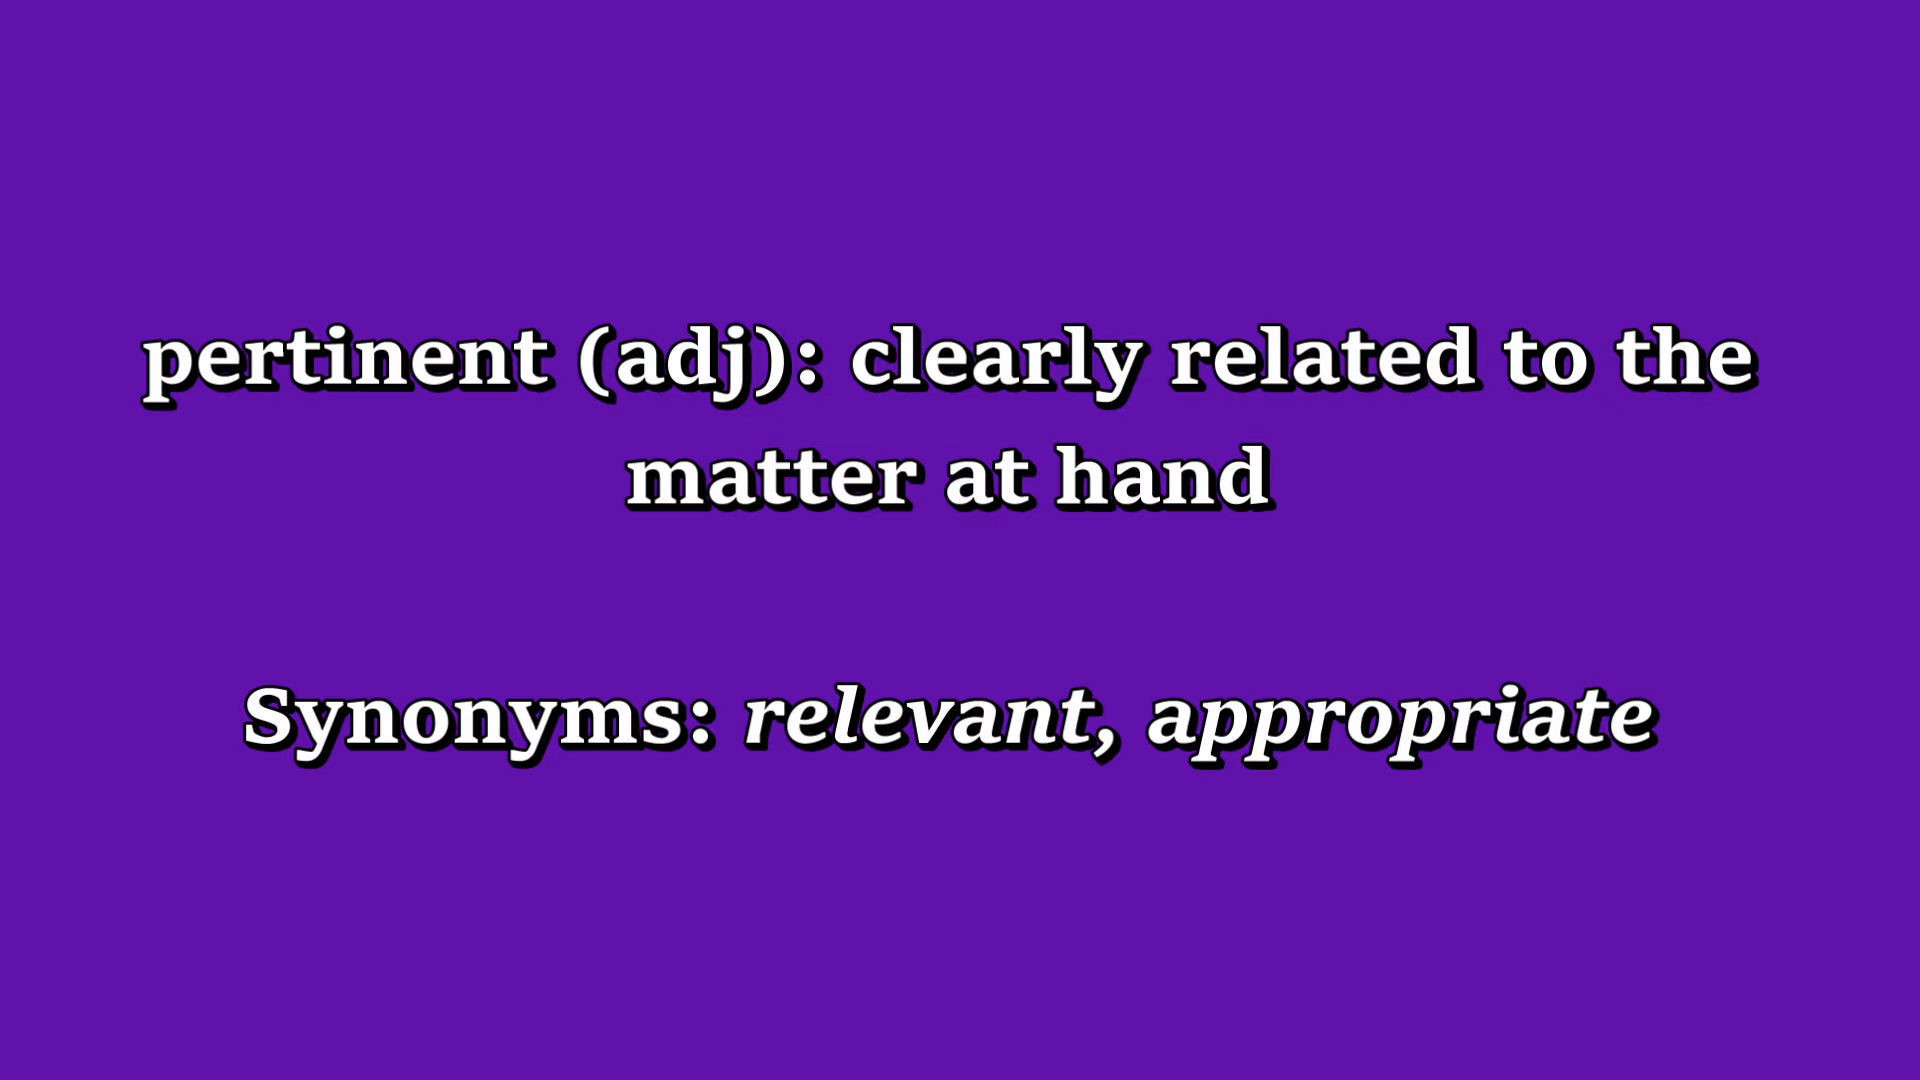 pertinent (adj): clearly related to the
matter at hand
Synonyms: relevant, appropriate